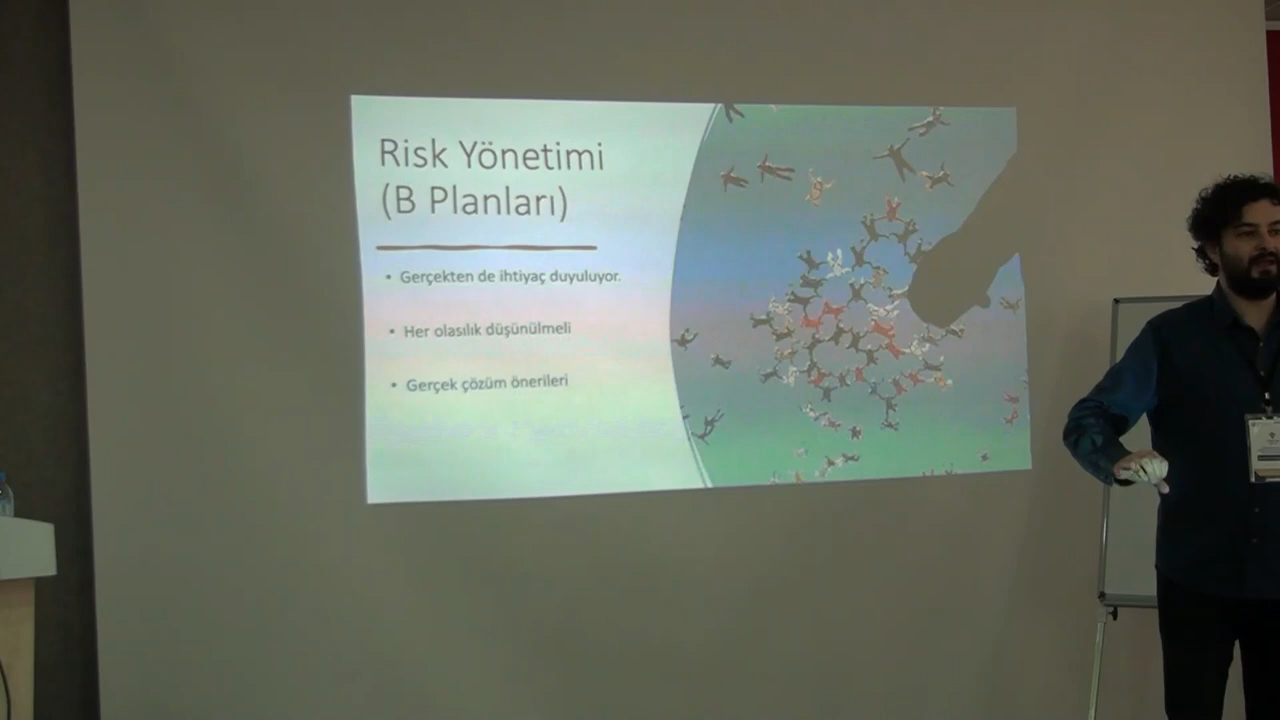 Risk Yönetimi
(B Planları)
• Gerçekten de ihtiyaç duyuluyor.
• Her olasılık düşünülmeli
• Gerçek çözüm önerileri